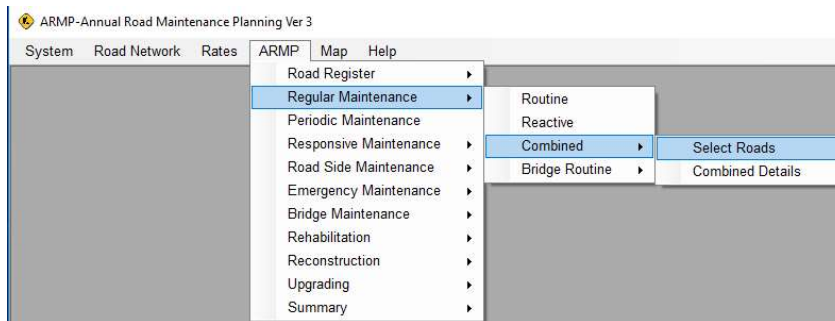 ARMP-Annual Road Maintenance Planning Ver 3
System Road Network Rates ARMP Map Help
Road Register
Regular Maintenance
Periodic Maintenance
Responsive Maintenance
Road Side Maintenance
Emergency Maintenance
Bridge Maintenance
Rehabilitation
Reconstruction
Upgrading
Summary
Routine
Reactive
Combined
Bridge Routine
Select Roads
Combined Details